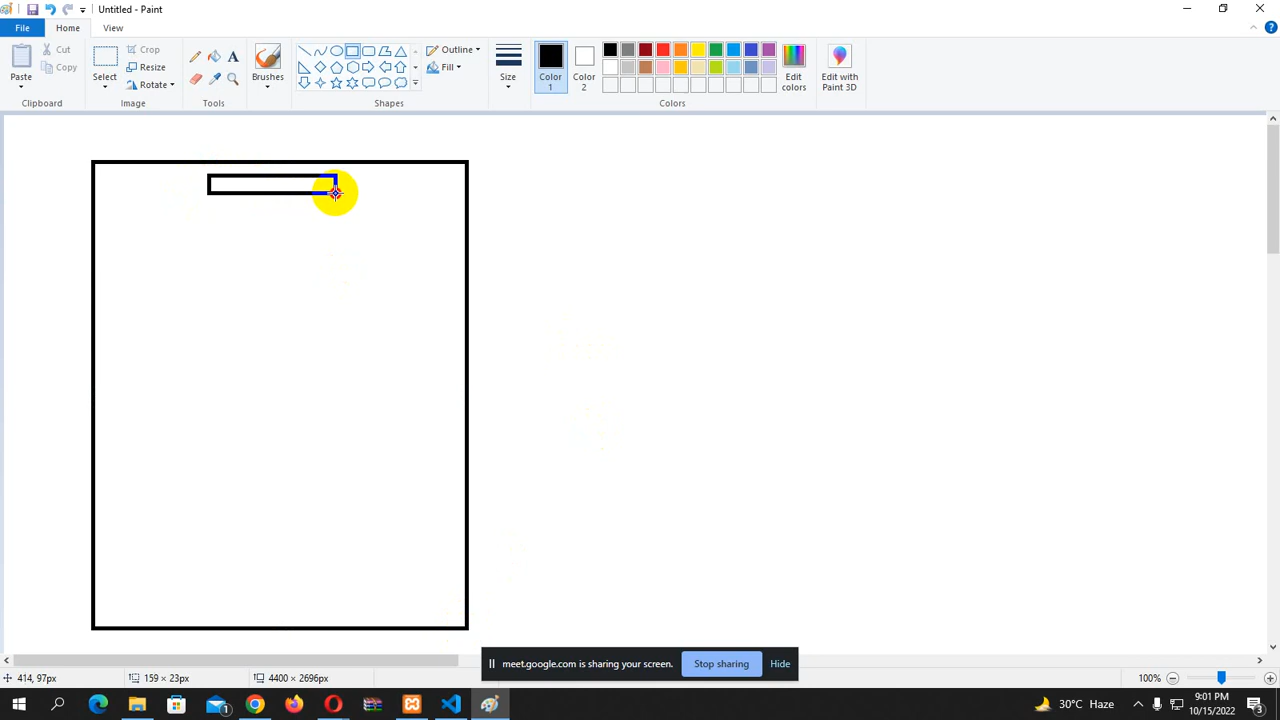 Untitled - Paint
File
Home
View
Paste
Cut
Copy
Clipboard
Select
Crop
Resize
Rotate
Image
A
Tools
Brushes
Shapes
Outline
Fill
Size
Color
1
Color
2
Edit
colors
Colors
Edit with
Paint 3D
meet.google.com is sharing your screen.
Stop sharing
Hide
414, 97px
159 × 23px
4400 × 2696px
100%
1
30°C Haze
9:01 PM
10/15/2022
3